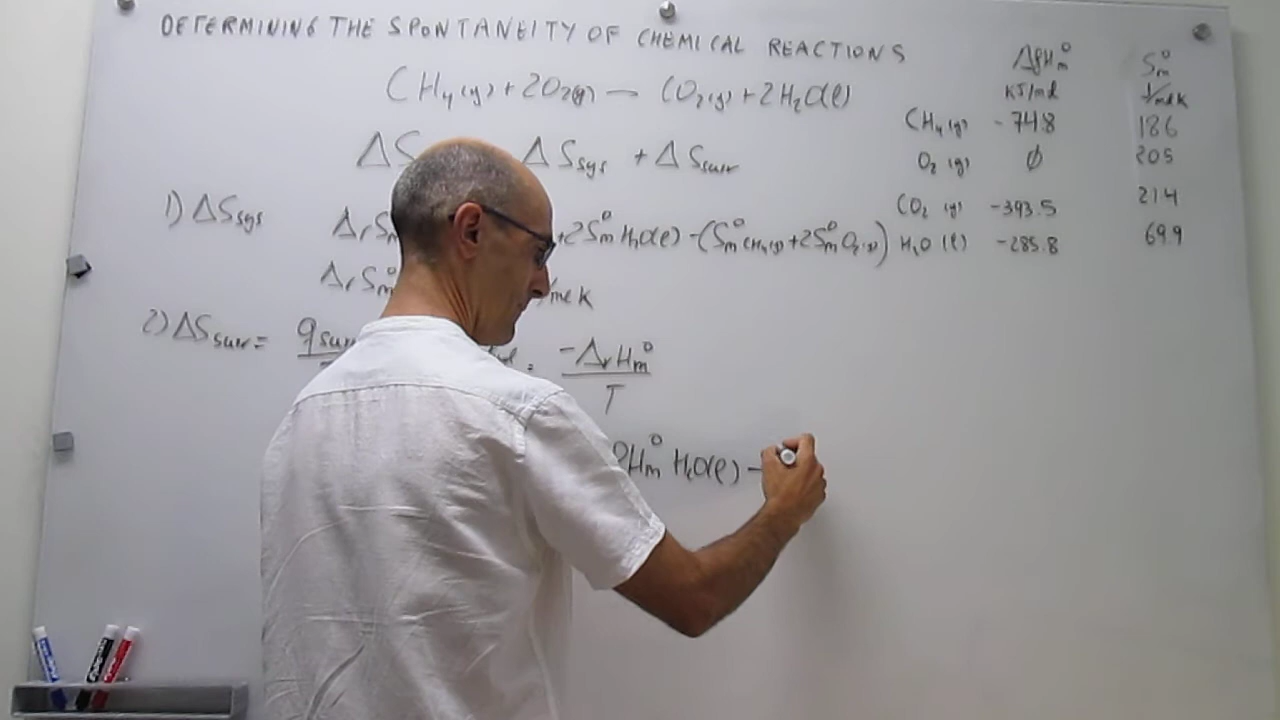 DETERMINING THE SPONTANEITY OF CHEMICAL REACTIONS
CH₄(g) + 2O₂(g) — CO₂(g) + 2H₂O(l)
ΔS ΔSsys + ΔSsurr
1) ΔSsys ΔrSm +2S°m H₂O(l) - (S°m CH₄(g) + 2S°m O₂(g))
ΔrS°m /mol K
2) ΔSsurr = qsurr = -ΔrH°m
T
H°m H₂O(l) -
ΔfH°m S°m
KJ/mol J/mol K
CH₄(g) -74.8 186
O₂(g) ∅ 205
CO₂(g) -393.5 214
H₂O(l) -285.8 69.9